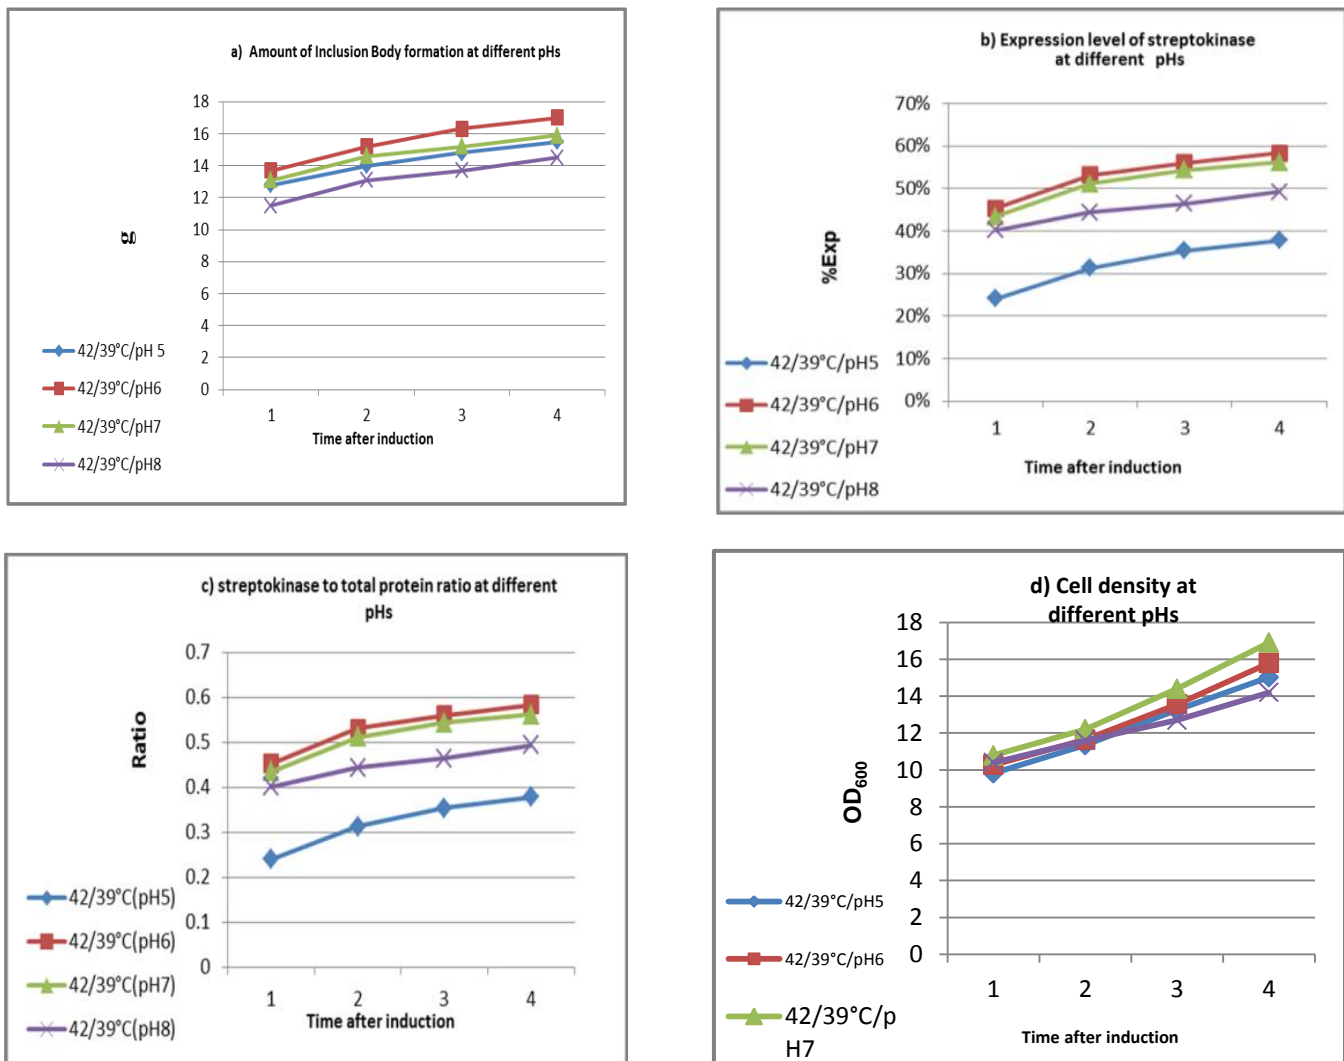 a) Amount of Inclusion Body formation at different pHs
18
16
14
12
10
8
6
4
2
0
g
1 2 3 4
Time after induction
42/39°C/pH 5
42/39°C/pH6
42/39°C/pH7
42/39°C/pH8
b) Expression level of streptokinase
at different pHs
70%
60%
50%
40%
30%
20%
10%
0%
%Exp
1 2 3 4
Time after induction
42/39°C/pH5
42/39°C/pH6
42/39°C/pH7
42/39°C/pH8
c) streptokinase to total protein ratio at different
pHs
0.7
0.6
0.5
0.4
0.3
0.2
0.1
0
Ratio
1 2 3 4
Time after induction
42/39°C(pH5)
42/39°C(pH6)
42/39°C(pH7)
42/39°C(pH8)
d) Cell density at
different pHs
18
16
14
12
10
8
6
4
2
0
OD600
1 2 3 4
Time after induction
42/39°C/pH5
42/39°C/pH6
42/39°C/p
H7